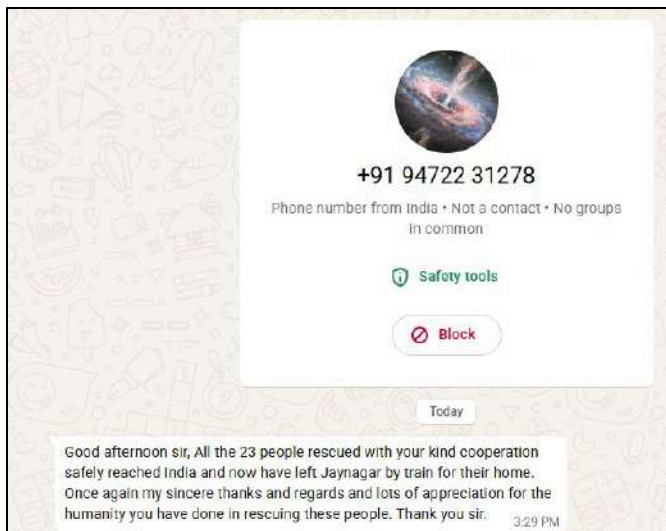 +91 94722 31278
Phone number from India • Not a contact • No groups
in common
Safety tools
Block
Today
Good afternoon sir, All the 23 people rescued with your kind cooperation
safely reached India and now have left Jaynagar by train for their home.
Once again my sincere thanks and regards and lots of appreciation for the
humanity you have done in rescuing these people. Thank you sir.
3:29 PM